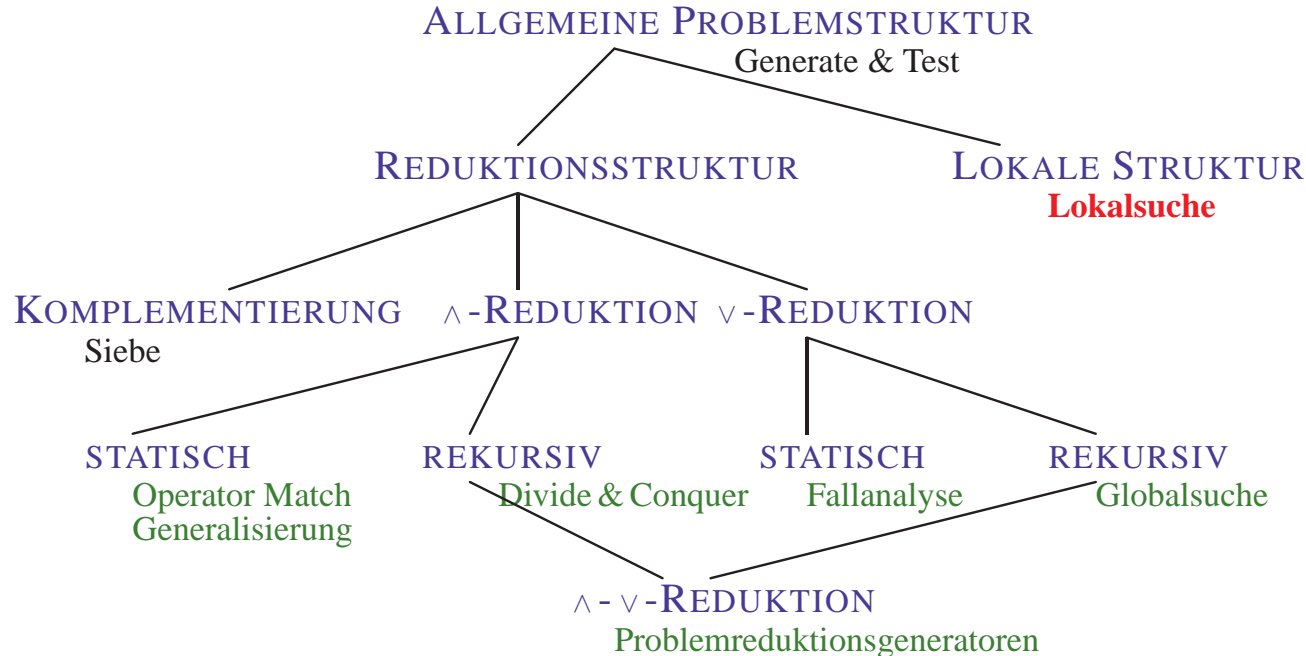 ALLGEMEINE PROBLEMSTRUKTUR
Generate & Test
REDUKTIONSSTRUKTUR
LOKALE STRUKTUR
Lokalsuche
KOMPLEMENTIERUNG
∧-REDUKTION
∨-REDUKTION
Siebe
STATISCH
REKURSIV
STATISCH
REKURSIV
Operator Match
Generalisierung
Divide & Conquer
Fallanalyse
Globalsuche
∧-∨-REDUKTION
Problemreduktionsgeneratoren